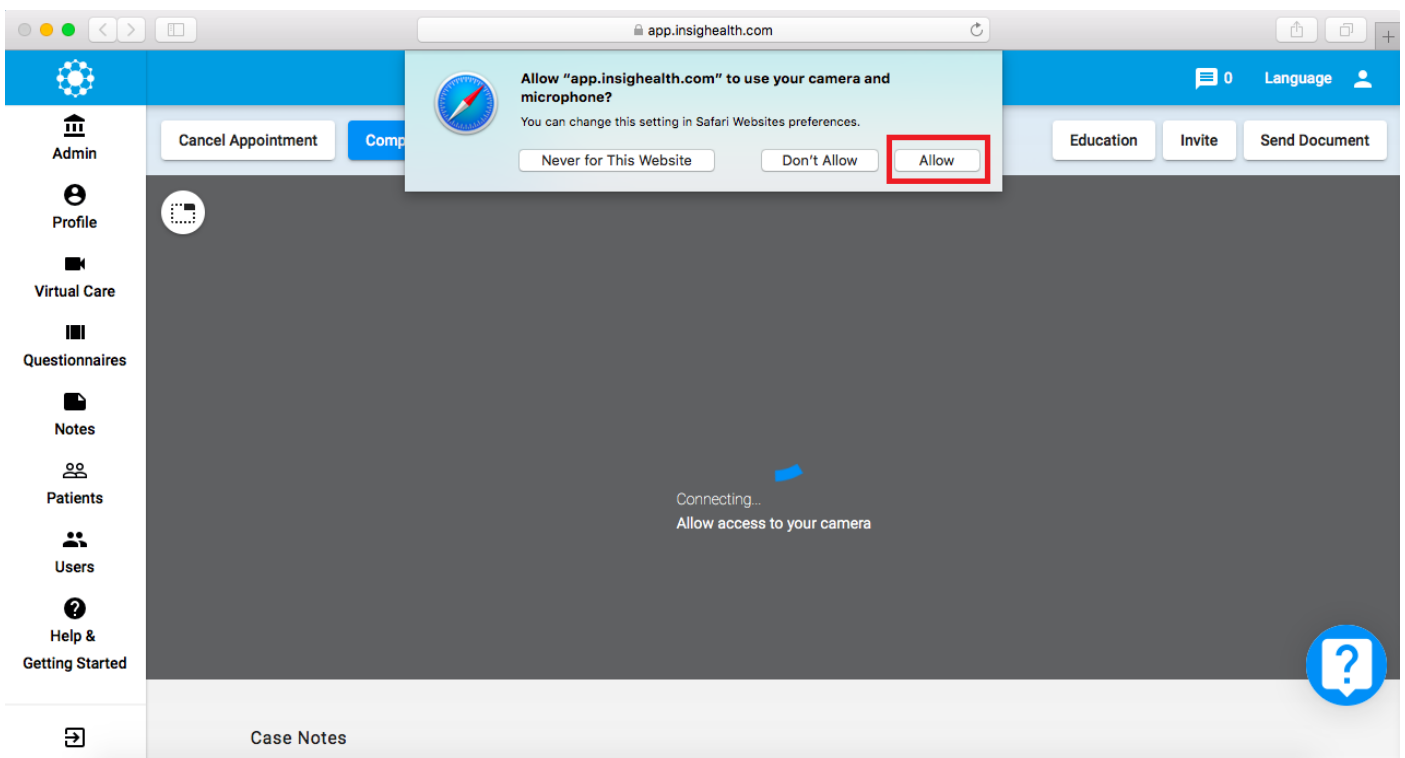 app.insighealth.com
Allow “app.insighealth.com” to use your camera and
microphone?
You can change this setting in Safari Websites preferences.
Never for This Website
Don't Allow
Allow
0
Language
Admin
Profile
Virtual Care
Questionnaires
Notes
Patients
Users
Help &
Getting Started
Cancel Appointment
Comp
Education
Invite
Send Document
Connecting...
Allow access to your camera
Case Notes